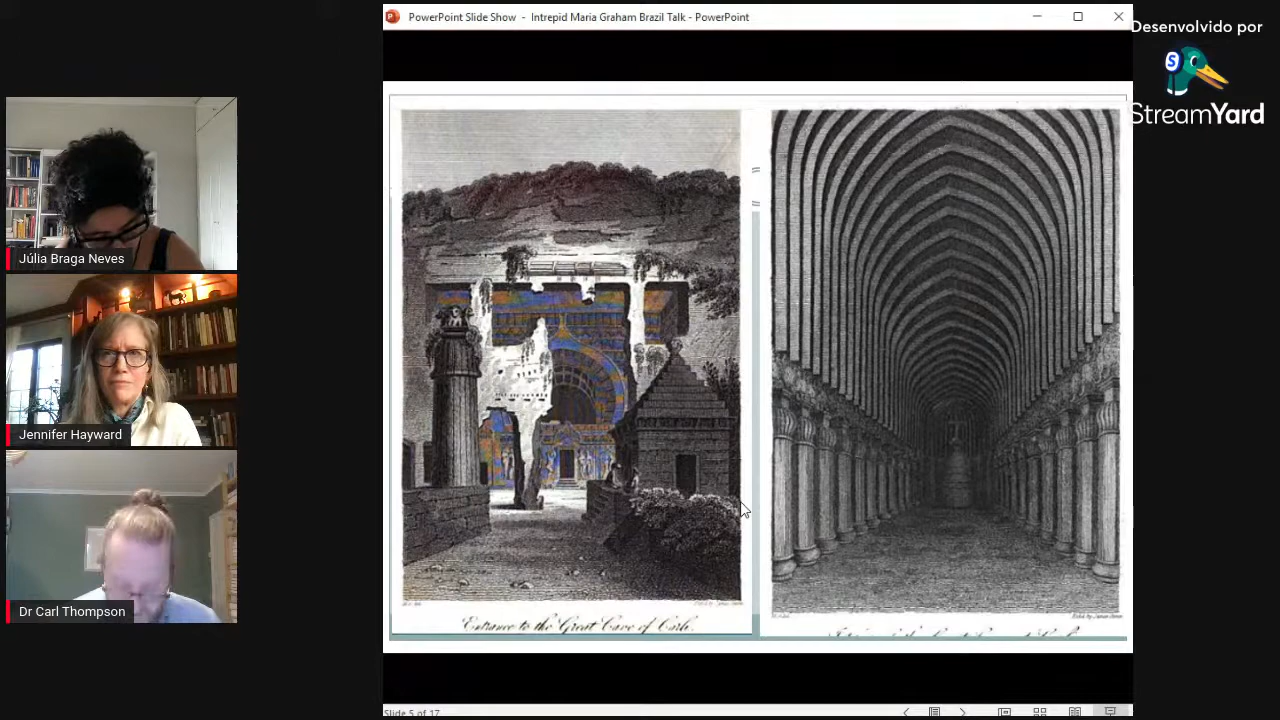 PowerPoint Slide Show - Intrepid Maria Graham Brazil Talk - PowerPoint
Desenvolvido por
S
StreamYard
Júlia Braga Neves
Jennifer Hayward
Dr Carl Thompson
Entrance to the Great Cave of Carli.
Slide 5 of 17